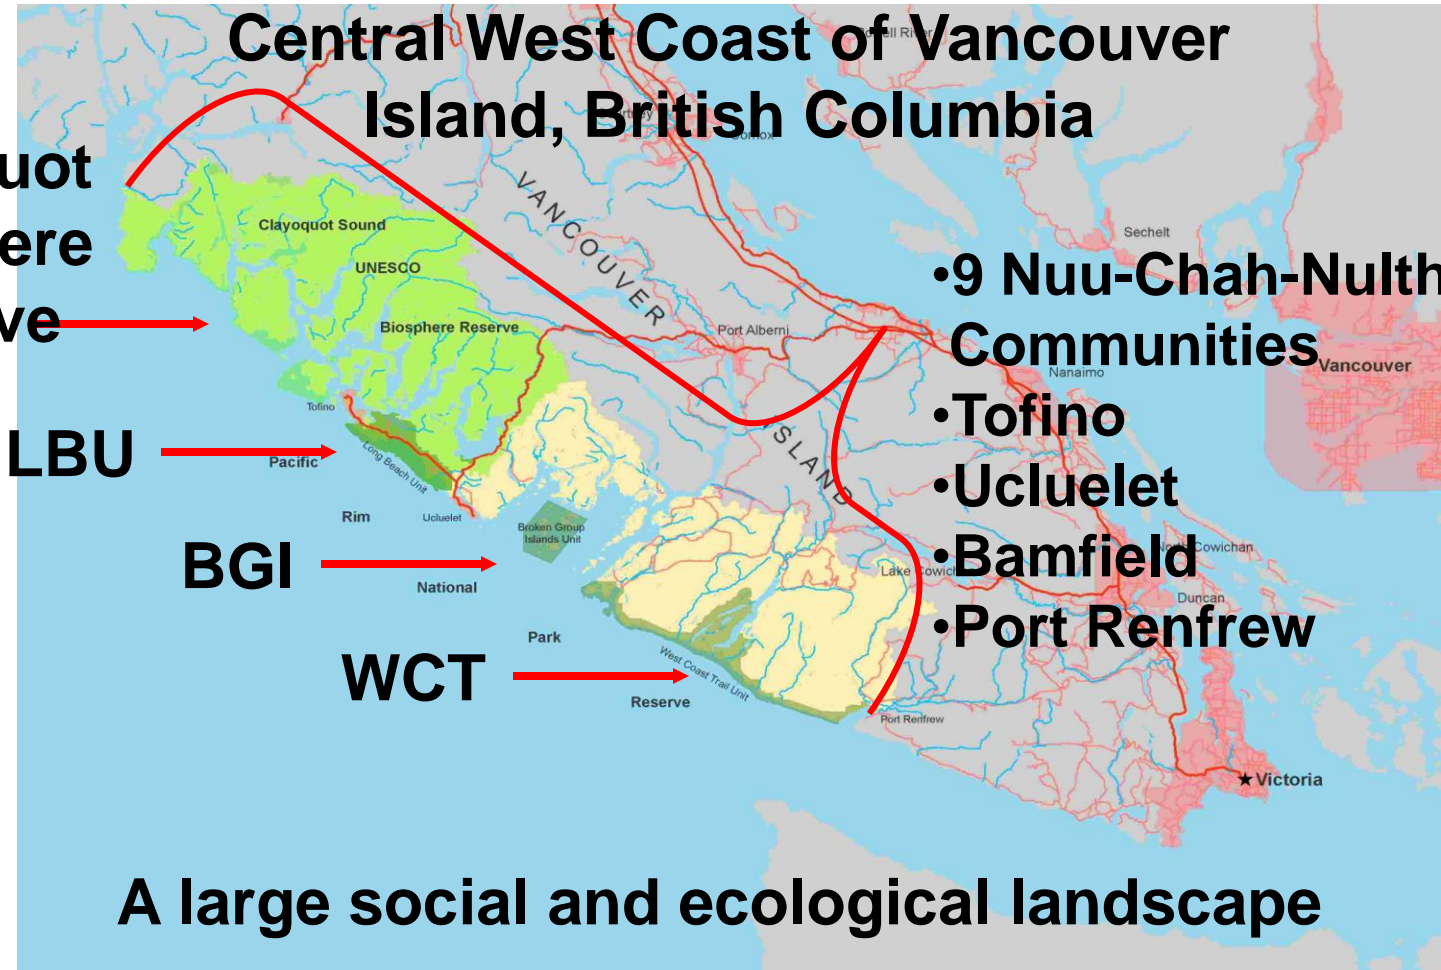 Central West Coast of Vancouver
Island, British Columbia
uot
ere
ve
LBU
BGI
WCT
•9 Nuu-Chah-Nulth
Communities
•Tofino
•Ucluelet
•Bamfield
•Port Renfrew
Clayoquot Sound
UNESCO
Biosphere Reserve
VANCOUVER
ISLAND
Port Alberni
Sechelt
Nanaimo
Vancouver
Tofino
Long Beach Unit
Pacific
Rim
Ucluelet
Broken Group
Islands Unit
National
Park
West Coast Trail Unit
Reserve
Port Renfrew
Lake
Cowichan
Duncan
Victoria
A large social and ecological landscape